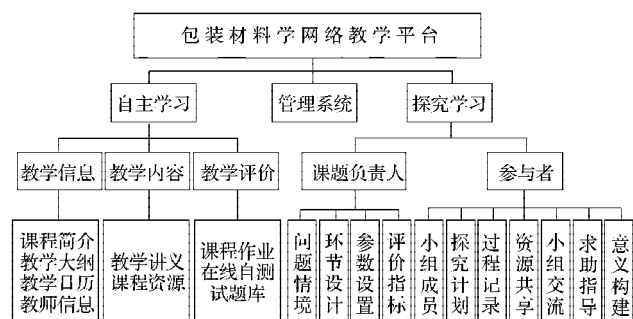 包装材料学网络教学平台
自主学习
管理系统
探究学习
教学信息
教学内容
教学评价
课题负责人
参与者
课程简介
教学大纲
教学日历
教师信息
教学讲义
课程资源
课程作业
在线自测
试题库
问题情境
环节设计
参数设置
评价指标
小组成员
探究计划
过程记录
资源共享
小组交流
求助指导
意义构建